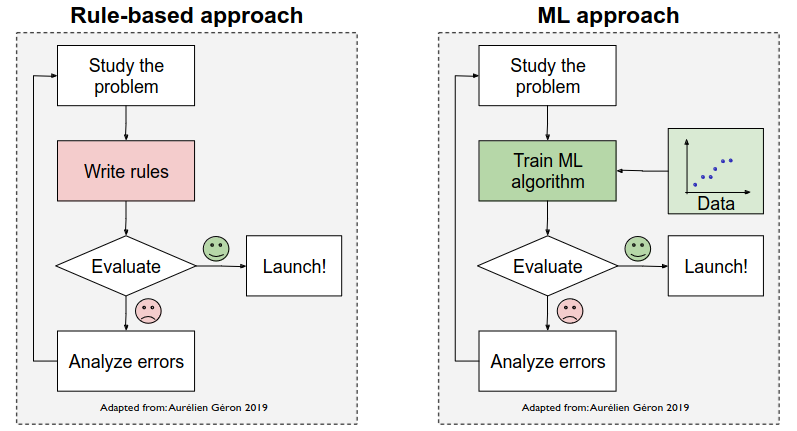 Rule-based approach
Study the
problem
Write rules
Evaluate
Launch!
Analyze errors
Adapted from: Aurélien Géron 2019
ML approach
Study the
problem
Train ML
algorithm
Data
Evaluate
Launch!
Analyze errors
Adapted from: Aurélien Géron 2019